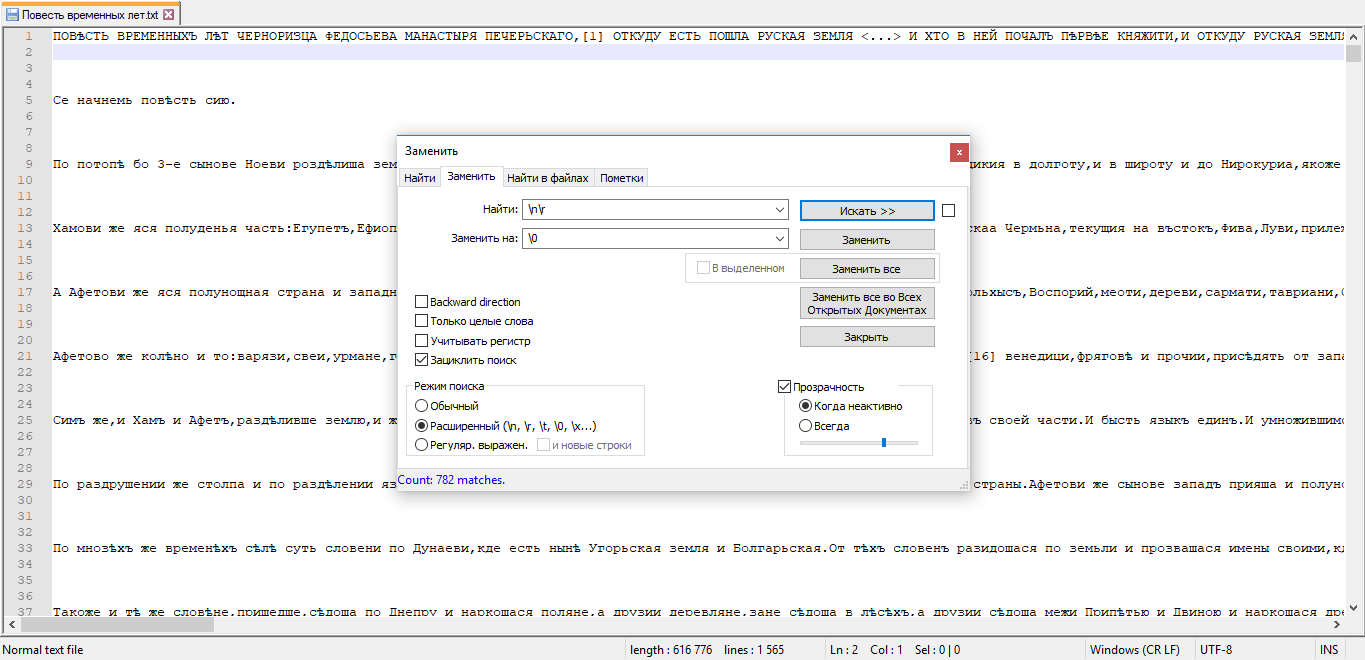 Повесть временных лет.txt
1 ПОВѢСТЬ ВРЕМЕННЫХЪ ЛѢТ ЧЕРНОРИЗЦА ФЕДОСЬЕВА МАНАСТЫРЯ ПЕЧЕРЬСКАГО,[1] ОТКУДУ ЕСТЬ ПОШЛА РУСКАЯ ЗЕМЛЯ <...> И ХТО В НЕЙ ПОЧАЛЪ ПѢРВѢЕ КНЯЖИТИ,И ОТКУДУ РУСКАЯ ЗЕМЛЯ
2
3
4
5 Се начнемь повѣсть сию.
6
7
8
9 По потопѣ бо 3-е сынове Ноеви роздѣлиша зем
дикия в долготу,и в широту и до Нирокуриа,якоже
10
11
12
13 Хамови же яся полуденья часть:Египетъ,Ефиоп
скаа Чермьна,текущия на въстокъ,Фива,Луви,прилеж
14
15
16
17 А Афетови же яся полунощная страна и западн
ольхысъ,Воспорий,меоти,дереви,сармати,тавриани,
18
19
20
21 Афетово же колѣно и то:варязи,свеи,урмане,г
[16] венедици,фряговѣ и прочии,присѣдять от запа
22
23
24
25 Симъ же,и Хамъ и Афетъ,раздѣливше землю,и ж
ъ своей части.И бысть языкъ единъ.И умножившимс
26
27
28
29 По раздрушении же столпа и по раздѣлении яз
страны.Афетови же сынове западъ прияша и полуно
30
31
32
33 По мнозѣхъ же временѣхъ сѣлѣ суть словени по Дунаеви,кде есть нынѣ Угорьская земля и Болгарьская.От тѣхъ словенъ разидошася по земьли и прозвашася имены своими,кд
34
35
36
37 Такоже и тѣ же словѣне,пришедше,сѣдоша по Днепру и наркошася поляне,а друзии деревляне,зане сѣдоша в лѣсѣхъ,а друзии сѣдоша межи Припѣтью и Двиною и наркошася дре
Заменить
x
Найти
Заменить
Найти в файлах
Пометки
Найти: \n\r
Искать >>
Заменить на: \0
Заменить
В выделенном
Заменить все
Заменить все во Всех
Открытых Документах
Закрыть
Backward direction
Только целые слова
Учитывать регистр
Зациклить поиск
Режим поиска
Обычный
Расширенный (\n, \r, \t, \0, \x...)
Регуляр. выражен.
и новые строки
Прозрачность
Когда неактивно
Всегда
Count: 782 matches.
Normal text file
length : 616 776 lines : 1 565
Ln : 2 Col : 1 Sel : 0 | 0
Windows (CR LF)
UTF-8
INS